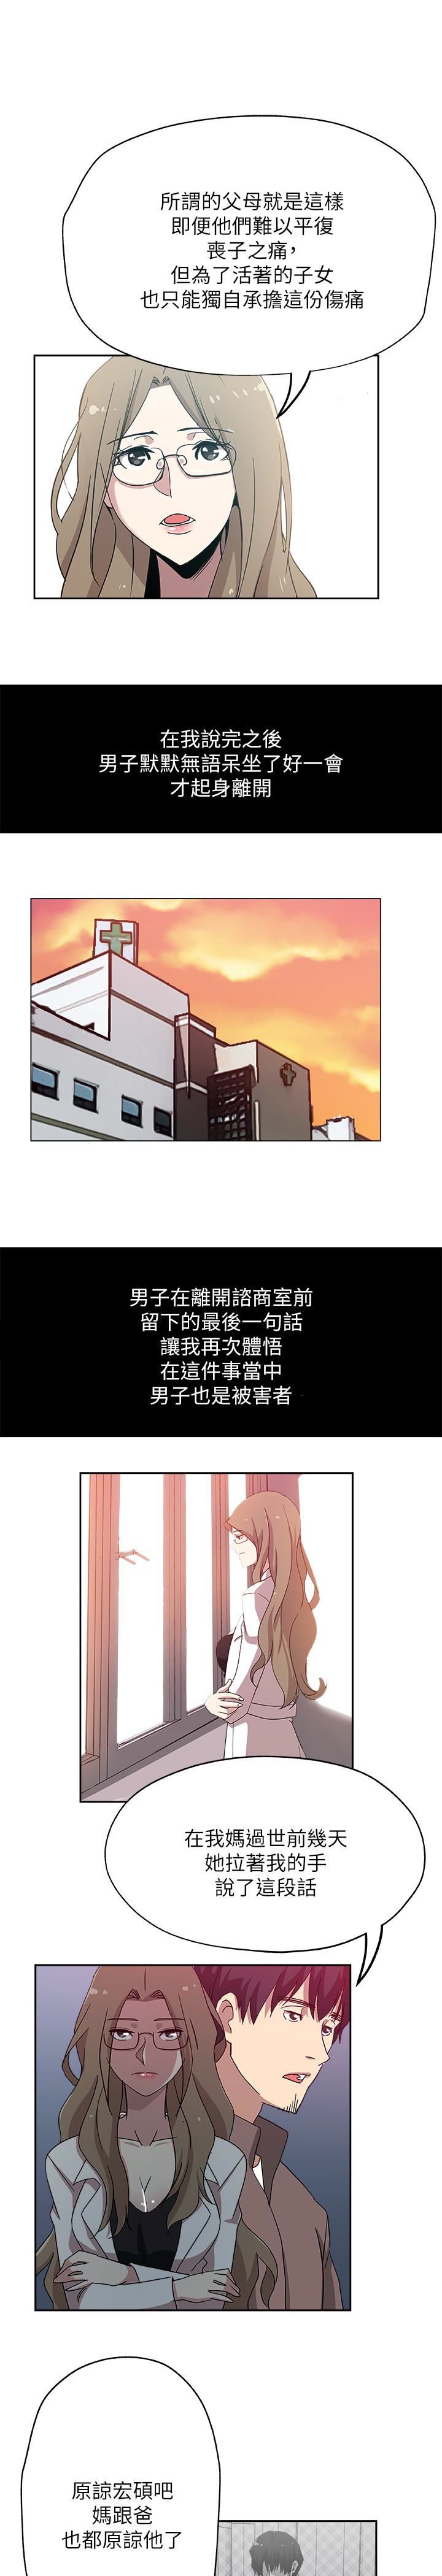 所謂的父母就是這樣
即便他們難以平復
喪子之痛,
但為了活著的子女
也只能獨自承擔這份傷痛
在我說完之後
男子默默無語呆坐了好一會
才起身離開
男子在離開諮商室前
留下的最後一句話
讓我再次體悟
在這件事當中
男子也是被害者
在我媽過世前幾天
她拉著我的手
說了這段話
原諒宏碩吧
媽跟爸
也都原諒他了